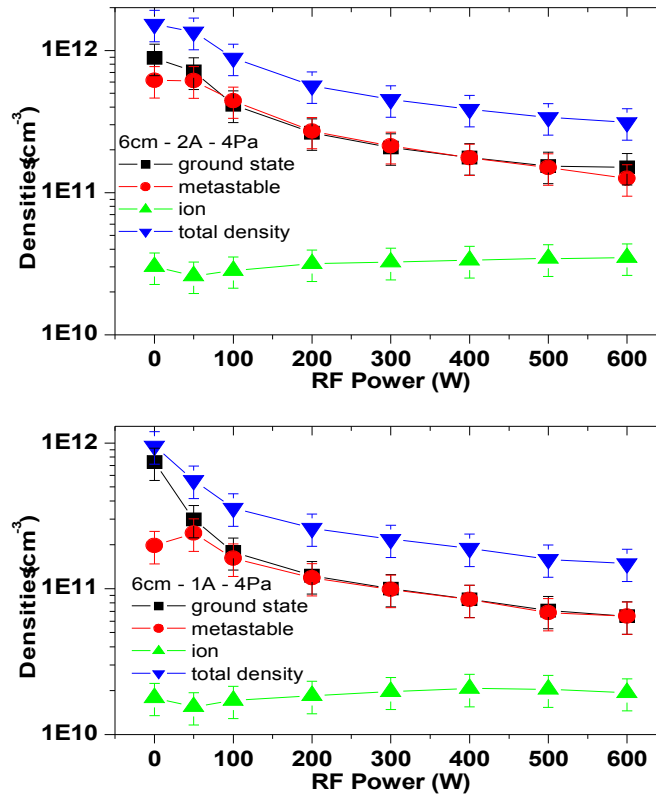 1E12
1E11
1E10
Densities(cm-3)
6cm - 2A - 4Pa
ground state
metastable
ion
total density
0 100 200 300 400 500 600
RF Power (W)
1E12
1E11
1E10
Densities(cm-3)
6cm - 1A - 4Pa
ground state
metastable
ion
total density
0 100 200 300 400 500 600
RF Power (W)